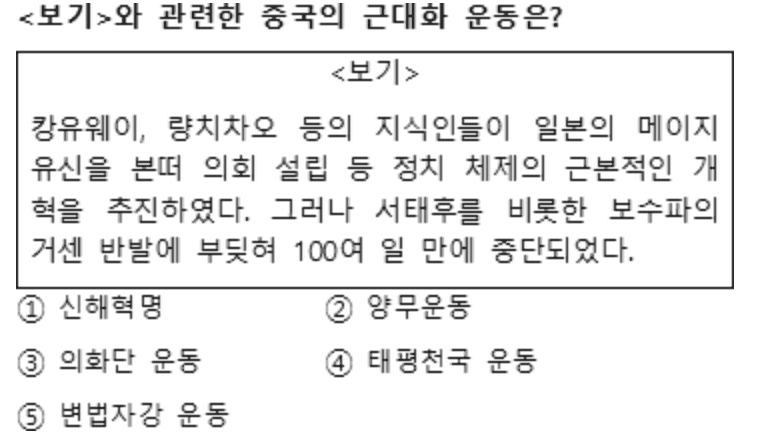 <보기>와 관련한 중국의 근대화 운동은?
<보기>
캉유웨이, 량치차오 등의 지식인들이 일본의 메이지
유신을 본떠 의회 설립 등 정치 체제의 근본적인 개
혁을 추진하였다. 그러나 서태후를 비롯한 보수파의
거센 반발에 부딪혀 100여 일 만에 중단되었다.
① 신해혁명 ② 양무운동
③ 의화단 운동 ④ 태평천국 운동
⑤ 변법자강 운동